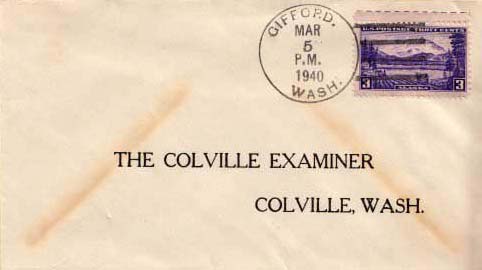 GIFFORD.
MAR
5
P.M.
1940
WASH.
U.S. POSTAGE THREE CENTS
3 3
ALASKA
THE COLVILLE EXAMINER
COLVILLE, WASH.